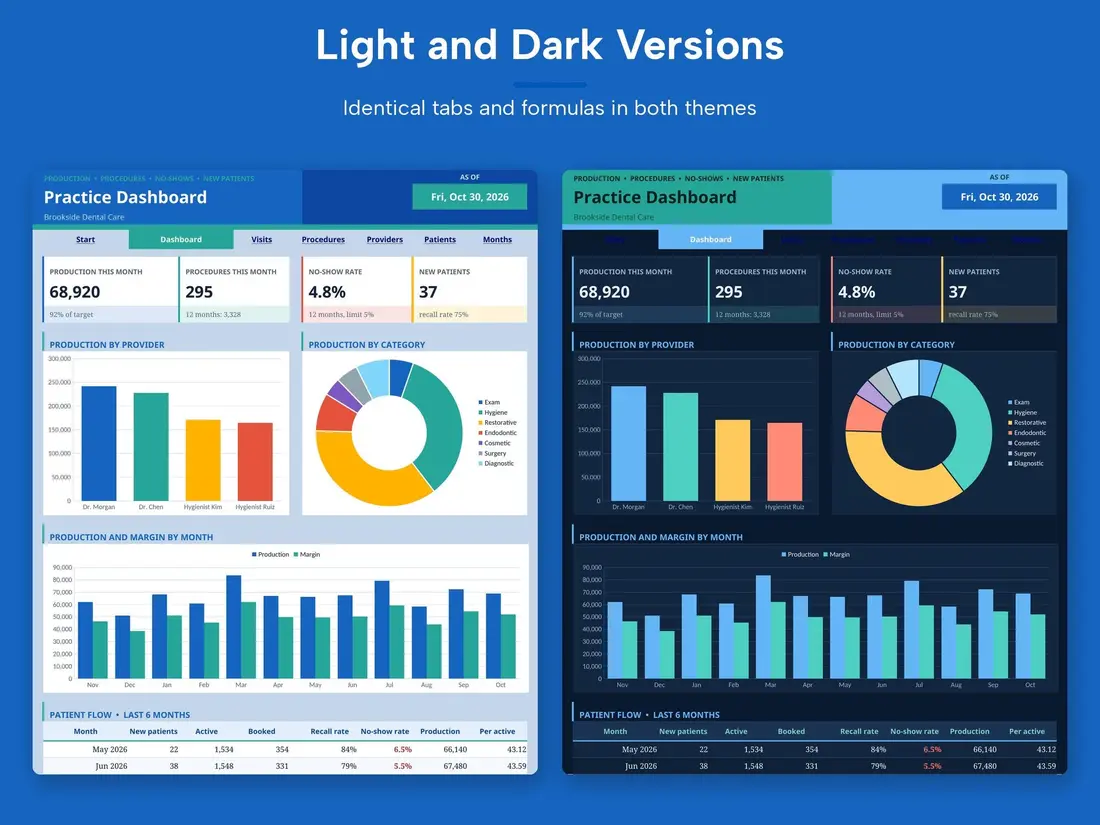 Light and Dark Versions
Identical tabs and formulas in both themes
PRODUCTION • PROCEDURES • NO-SHOWS • NEW PATIENTS
Practice Dashboard
Brookside Dental Care
AS OF
Fri, Oct 30, 2026
Start Dashboard Visits Procedures Providers Patients Months
PRODUCTION THIS MONTH PROCEDURES THIS MONTH NO-SHOW RATE NEW PATIENTS
68,920 295 4.8% 37
92% of target 12 months: 3,328 12 months, limit 5% recall rate 75%
PRODUCTION BY PROVIDER
300,000
250,000
200,000
150,000
100,000
50,000
0
Dr. Morgan Dr. Chen Hygienist Kim Hygienist Ruiz
PRODUCTION BY CATEGORY
Exam
Hygiene
Restorative
Endodontic
Cosmetic
Surgery
Diagnostic
PRODUCTION AND MARGIN BY MONTH
Production Margin
90,000
80,000
70,000
60,000
50,000
40,000
30,000
20,000
10,000
0
Nov Dec Jan Feb Mar Apr May Jun Jul Aug Sep Oct
PATIENT FLOW • LAST 6 MONTHS
Month New patients Active Booked Recall rate No-show rate Production Per active
May 2026 22 1,534 354 84% 6.5% 66,140 43.12
Jun 2026 38 1,548 331 79% 5.5% 67,480 43.59
PRODUCTION • PROCEDURES • NO-SHOWS • NEW PATIENTS
Practice Dashboard
Brookside Dental Care
AS OF
Fri, Oct 30, 2026
Dashboard
PRODUCTION THIS MONTH PROCEDURES THIS MONTH NO-SHOW RATE NEW PATIENTS
68,920 295 4.8% 37
92% of target 12 months: 3,328 12 months, limit 5% recall rate 75%
PRODUCTION BY PROVIDER
300,000
250,000
200,000
150,000
100,000
50,000
0
Dr. Morgan Dr. Chen Hygienist Kim Hygienist Ruiz
PRODUCTION BY CATEGORY
Exam
Hygiene
Restorative
Endodontic
Cosmetic
Surgery
Diagnostic
PRODUCTION AND MARGIN BY MONTH
Production Margin
90,000
80,000
70,000
60,000
50,000
40,000
30,000
20,000
10,000
0
Nov Dec Jan Feb Mar Apr May Jun Jul Aug Sep Oct
PATIENT FLOW • LAST 6 MONTHS
Month New patients Active Booked Recall rate No-show rate Production Per active
May 2026 22 1,534 354 84% 6.5% 66,140 43.12
Jun 2026 38 1,548 331 79% 5.5% 67,480 43.59